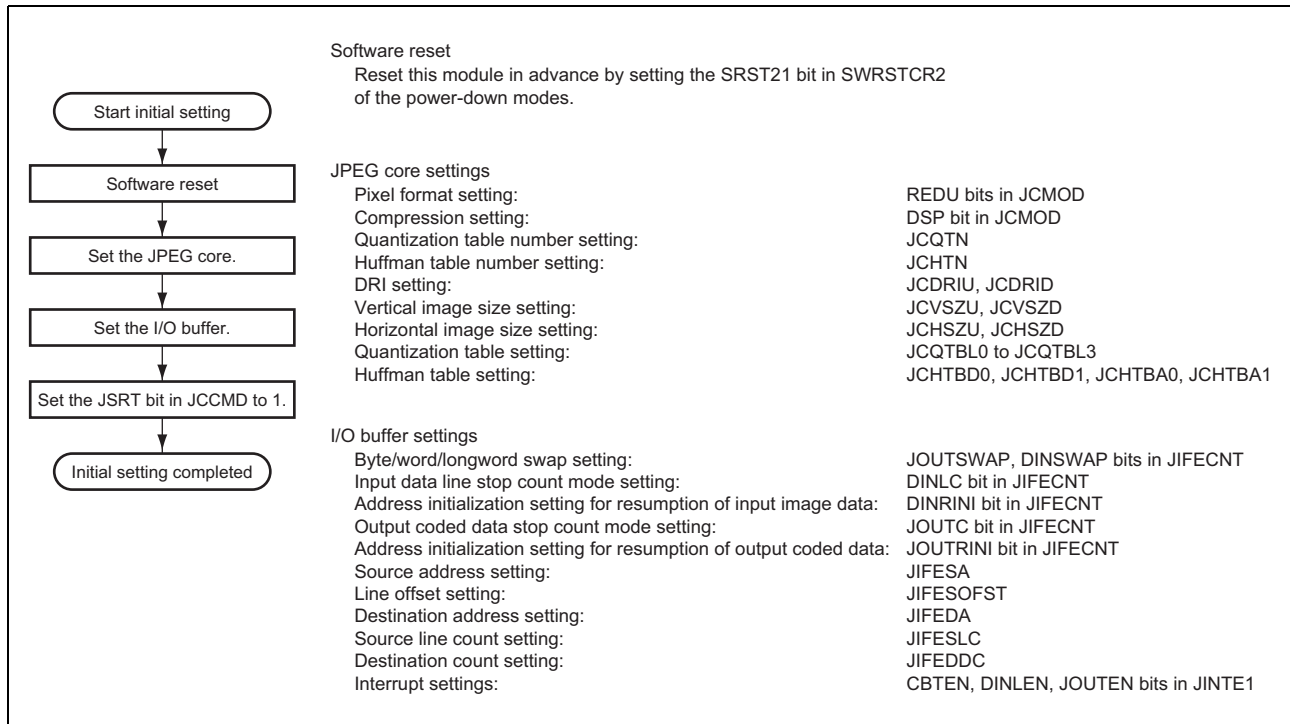 Start initial setting
Software reset
Set the JPEG core.
Set the I/O buffer.
Set the JSRT bit in JCCMD to 1.
Initial setting completed
Software reset
Reset this module in advance by setting the SRST21 bit in SWRSTCR2
of the power-down modes.
JPEG core settings
Pixel format setting: REDU bits in JCMOD
Compression setting: DSP bit in JCMOD
Quantization table number setting: JCQTN
Huffman table number setting: JCHTN
DRI setting: JCDRIU, JCDRID
Vertical image size setting: JCVSZU, JCVSZD
Horizontal image size setting: JCHSZU, JCHSZD
Quantization table setting: JCQTBL0 to JCQTBL3
Huffman table setting: JCHTBD0, JCHTBD1, JCHTBA0, JCHTBA1
I/O buffer settings
Byte/word/longword swap setting: JOUTSWAP, DINSWAP bits in JIFECNT
Input data line stop count mode setting: DINLC bit in JIFECNT
Address initialization setting for resumption of input image data: DINRINI bit in JIFECNT
Output coded data stop count mode setting: JOUTC bit in JIFECNT
Address initialization setting for resumption of output coded data: JOUTRINI bit in JIFECNT
Source address setting: JIFESA
Line offset setting: JIFESOFST
Destination address setting: JIFEDA
Source line count setting: JIFESLC
Destination count setting: JIFEDDC
Interrupt settings: CBTEN, DINLEN, JOUTEN bits in JINTE1